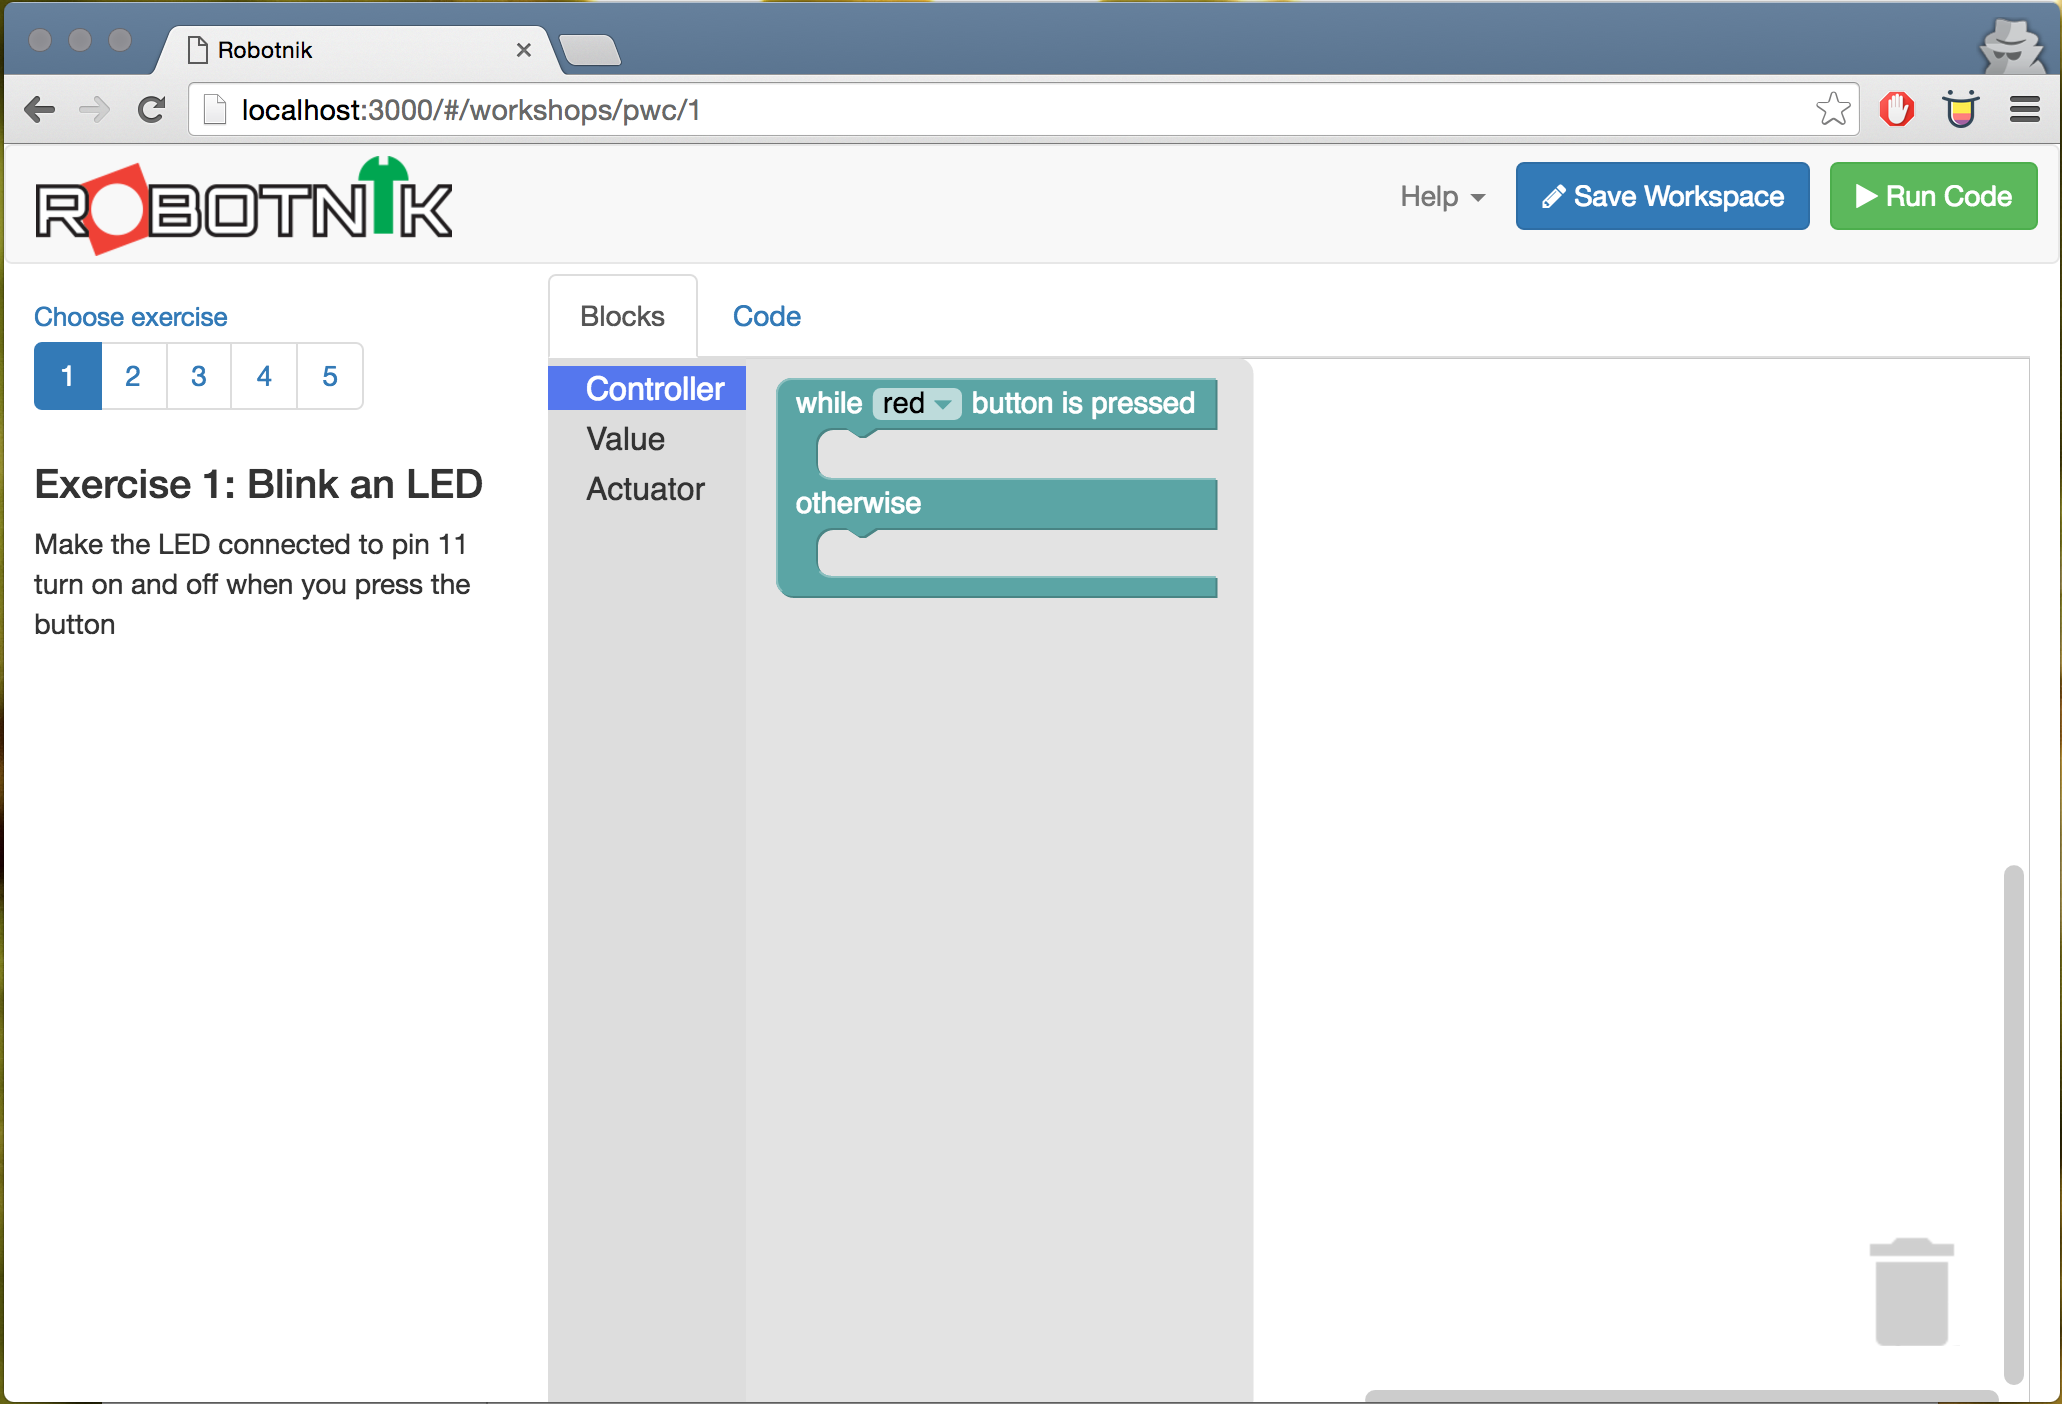 Robotnik
localhost:3000/#/workshops/pwc/1
ROBOTNIK
Help
Save Workspace
Run Code
Choose exercise
1 2 3 4 5
Exercise 1: Blink an LED
Make the LED connected to pin 11
turn on and off when you press the
button
Blocks
Code
Controller
Value
Actuator
while red button is pressed
otherwise